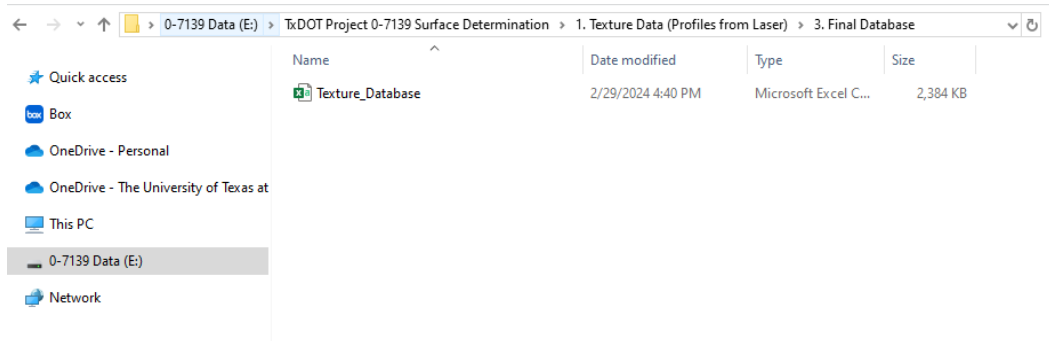 0-7139 Data (E:) > TxDOT Project 0-7139 Surface Determination > 1. Texture Data (Profiles from Laser) > 3. Final Database
Name Date modified Type Size
Quick access
Texture_Database 2/29/2024 4:40 PM Microsoft Excel C... 2,384 KB
box Box
OneDrive - Personal
OneDrive - The University of Texas at
This PC
0-7139 Data (E:)
Network